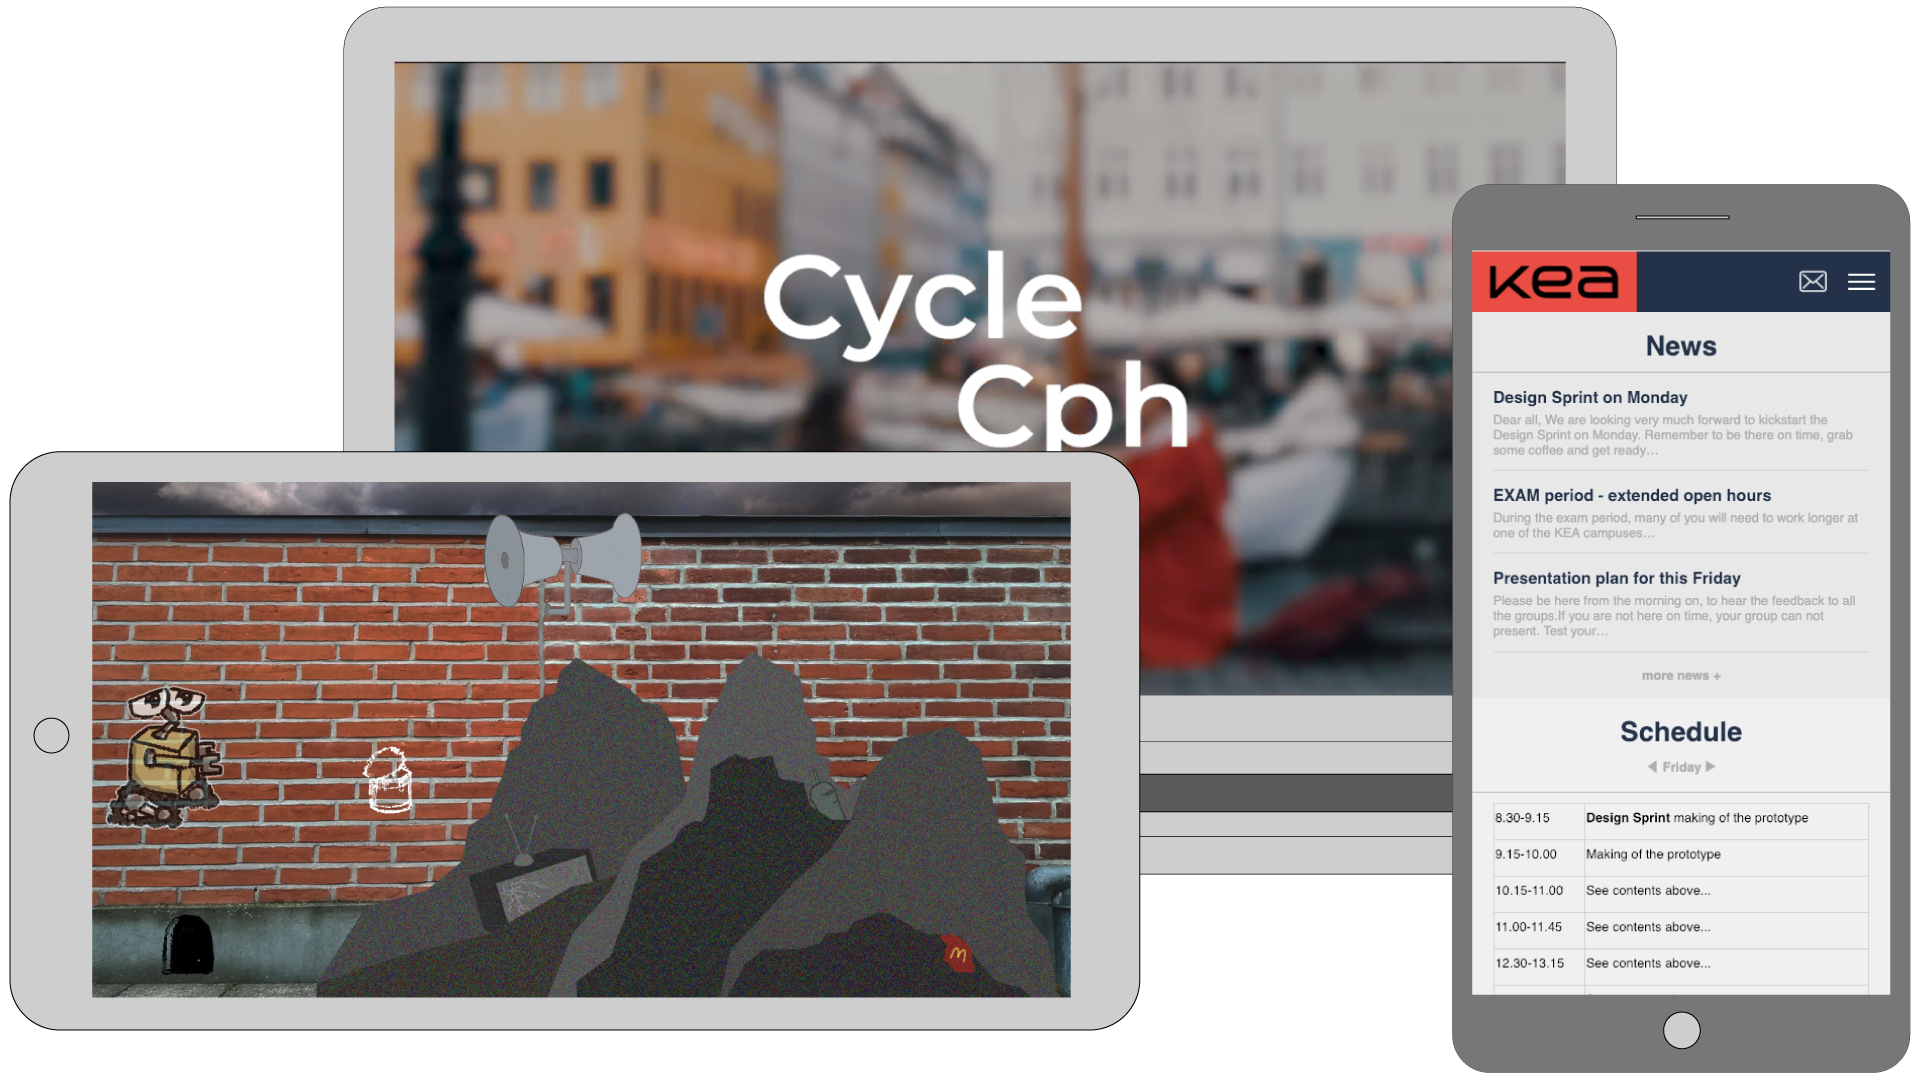 Cycle
Cph
kea
News
Design Sprint on Monday
Dear all, We are looking very much forward to kickstart the
Design Sprint on Monday. Remember to be there on time, grab
some coffee and get ready...
EXAM period - extended open hours
During the exam period, many of you will need to work longer at
one of the KEA campuses...
Presentation plan for this Friday
Please be here from the morning on, to hear the feedback to all
the groups.If you are not here on time, your group can not
present. Test your...
more news +
Schedule
◀ Friday ▶
8.30-9.15 Design Sprint making of the prototype
9.15-10.00 Making of the prototype
10.15-11.00 See contents above...
11.00-11.45 See contents above...
12.30-13.15 See contents above...